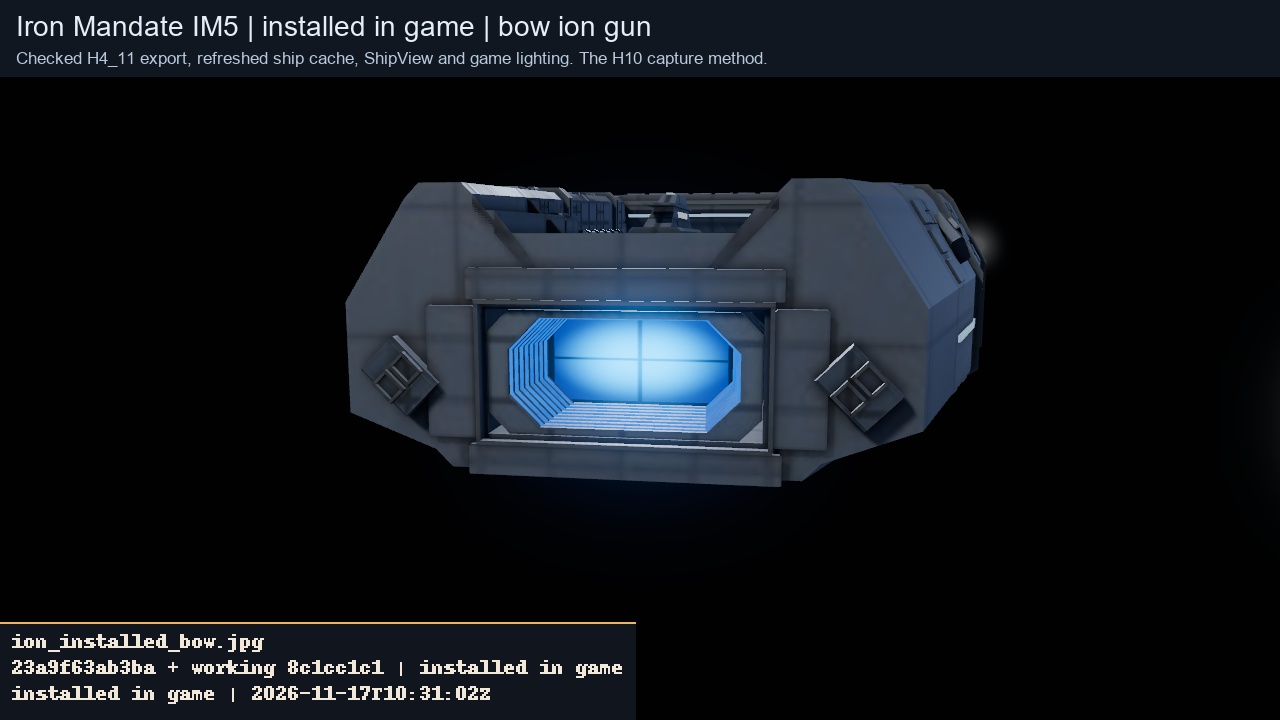 Iron Mandate IM5 | installed in game | bow ion gun
Checked H4_11 export, refreshed ship cache, ShipView and game lighting. The H10 capture method.
ion_installed_bow.jpg
23a9f63ab3ba + working 8c1cc1c1 | installed in game
installed in game | 2026-11-17T10:31:02Z